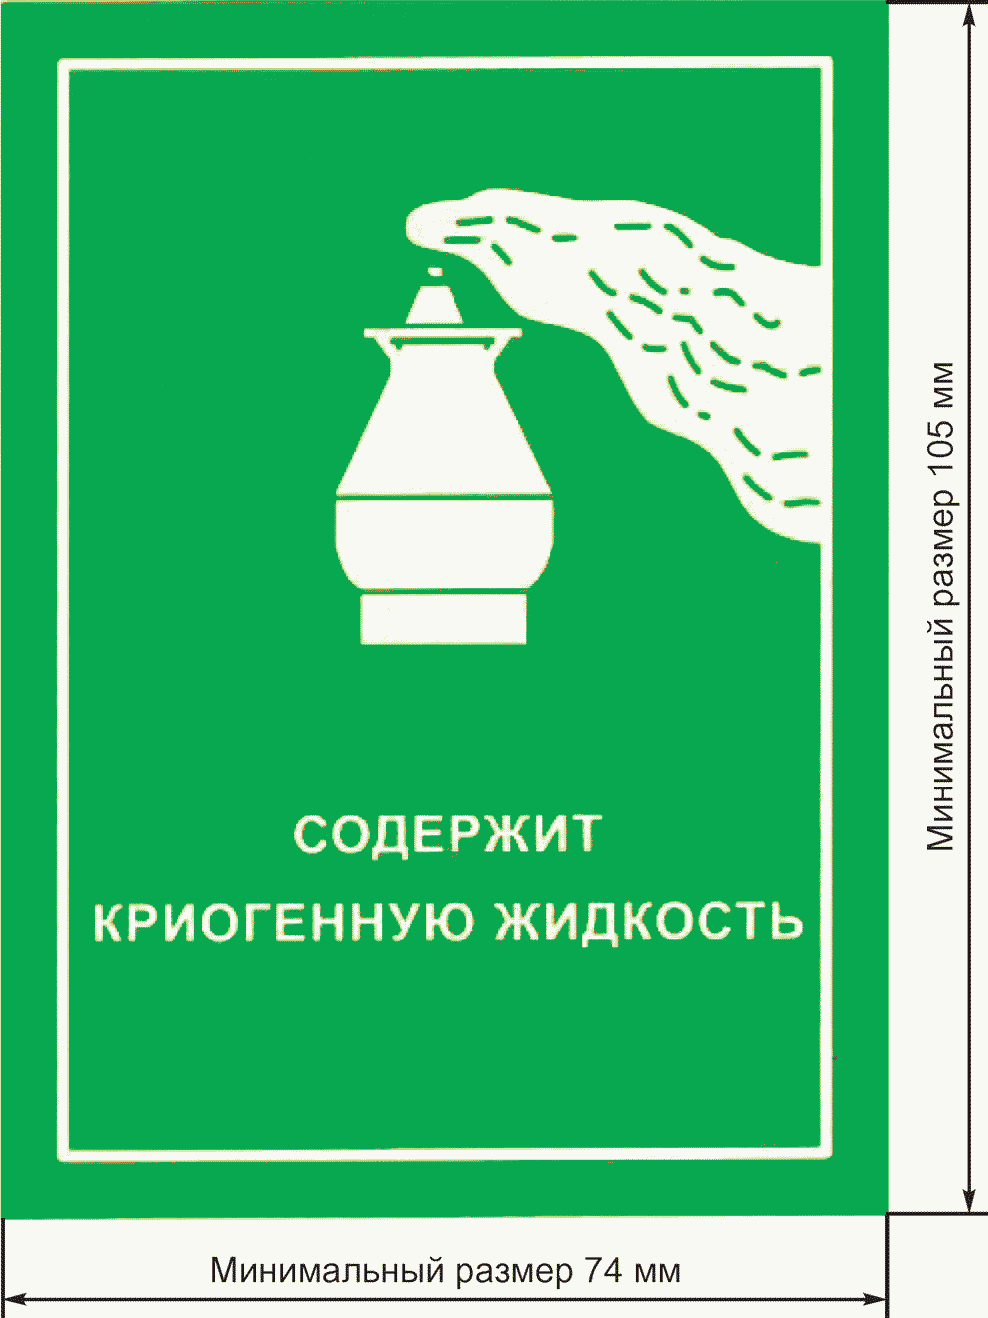 СОДЕРЖИТ
КРИОГЕННУЮ ЖИДКОСТЬ
Минимальный размер 105 мм
Минимальный размер 74 мм